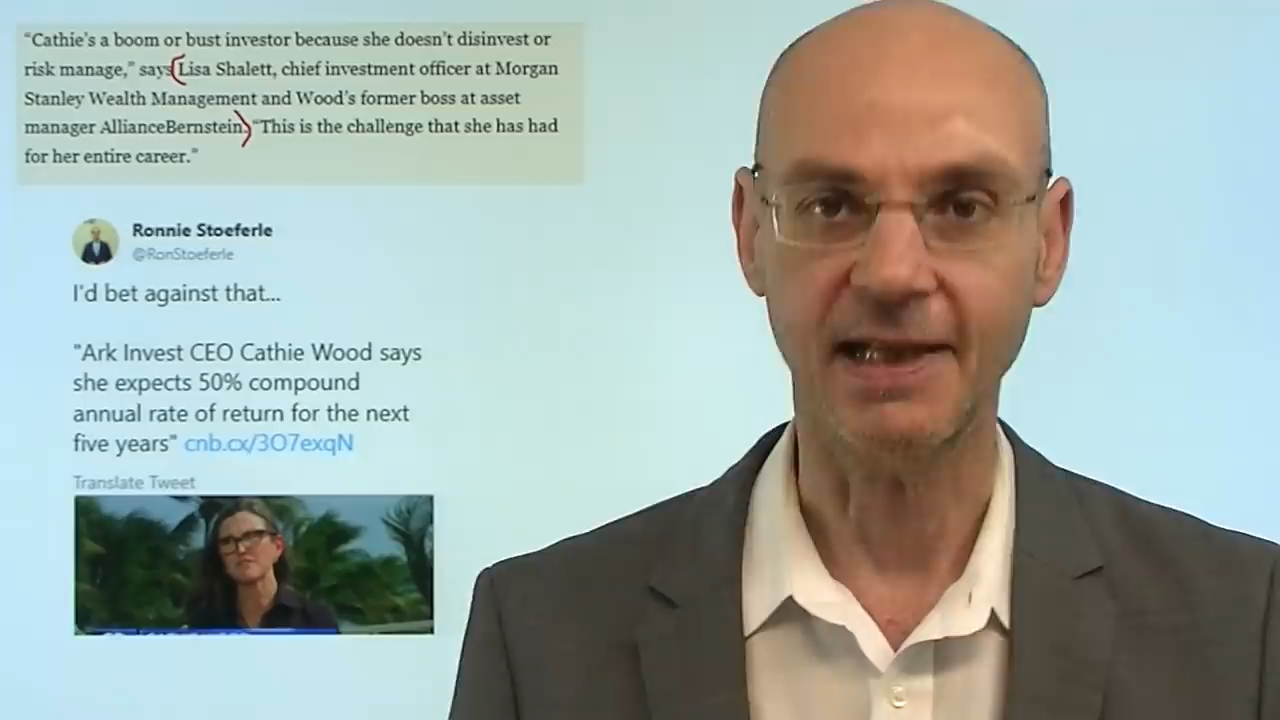 “Cathie’s a boom or bust investor because she doesn’t disinvest or
risk manage,” says Lisa Shalett, chief investment officer at Morgan
Stanley Wealth Management and Wood’s former boss at asset
manager AllianceBernstein. “This is the challenge that she has had
for her entire career.”
Ronnie Stoeferle
@RonStoeferle
I'd bet against that...
"Ark Invest CEO Cathie Wood says
she expects 50% compound
annual rate of return for the next
five years" cnb.cx/3O7exqN
Translate Tweet